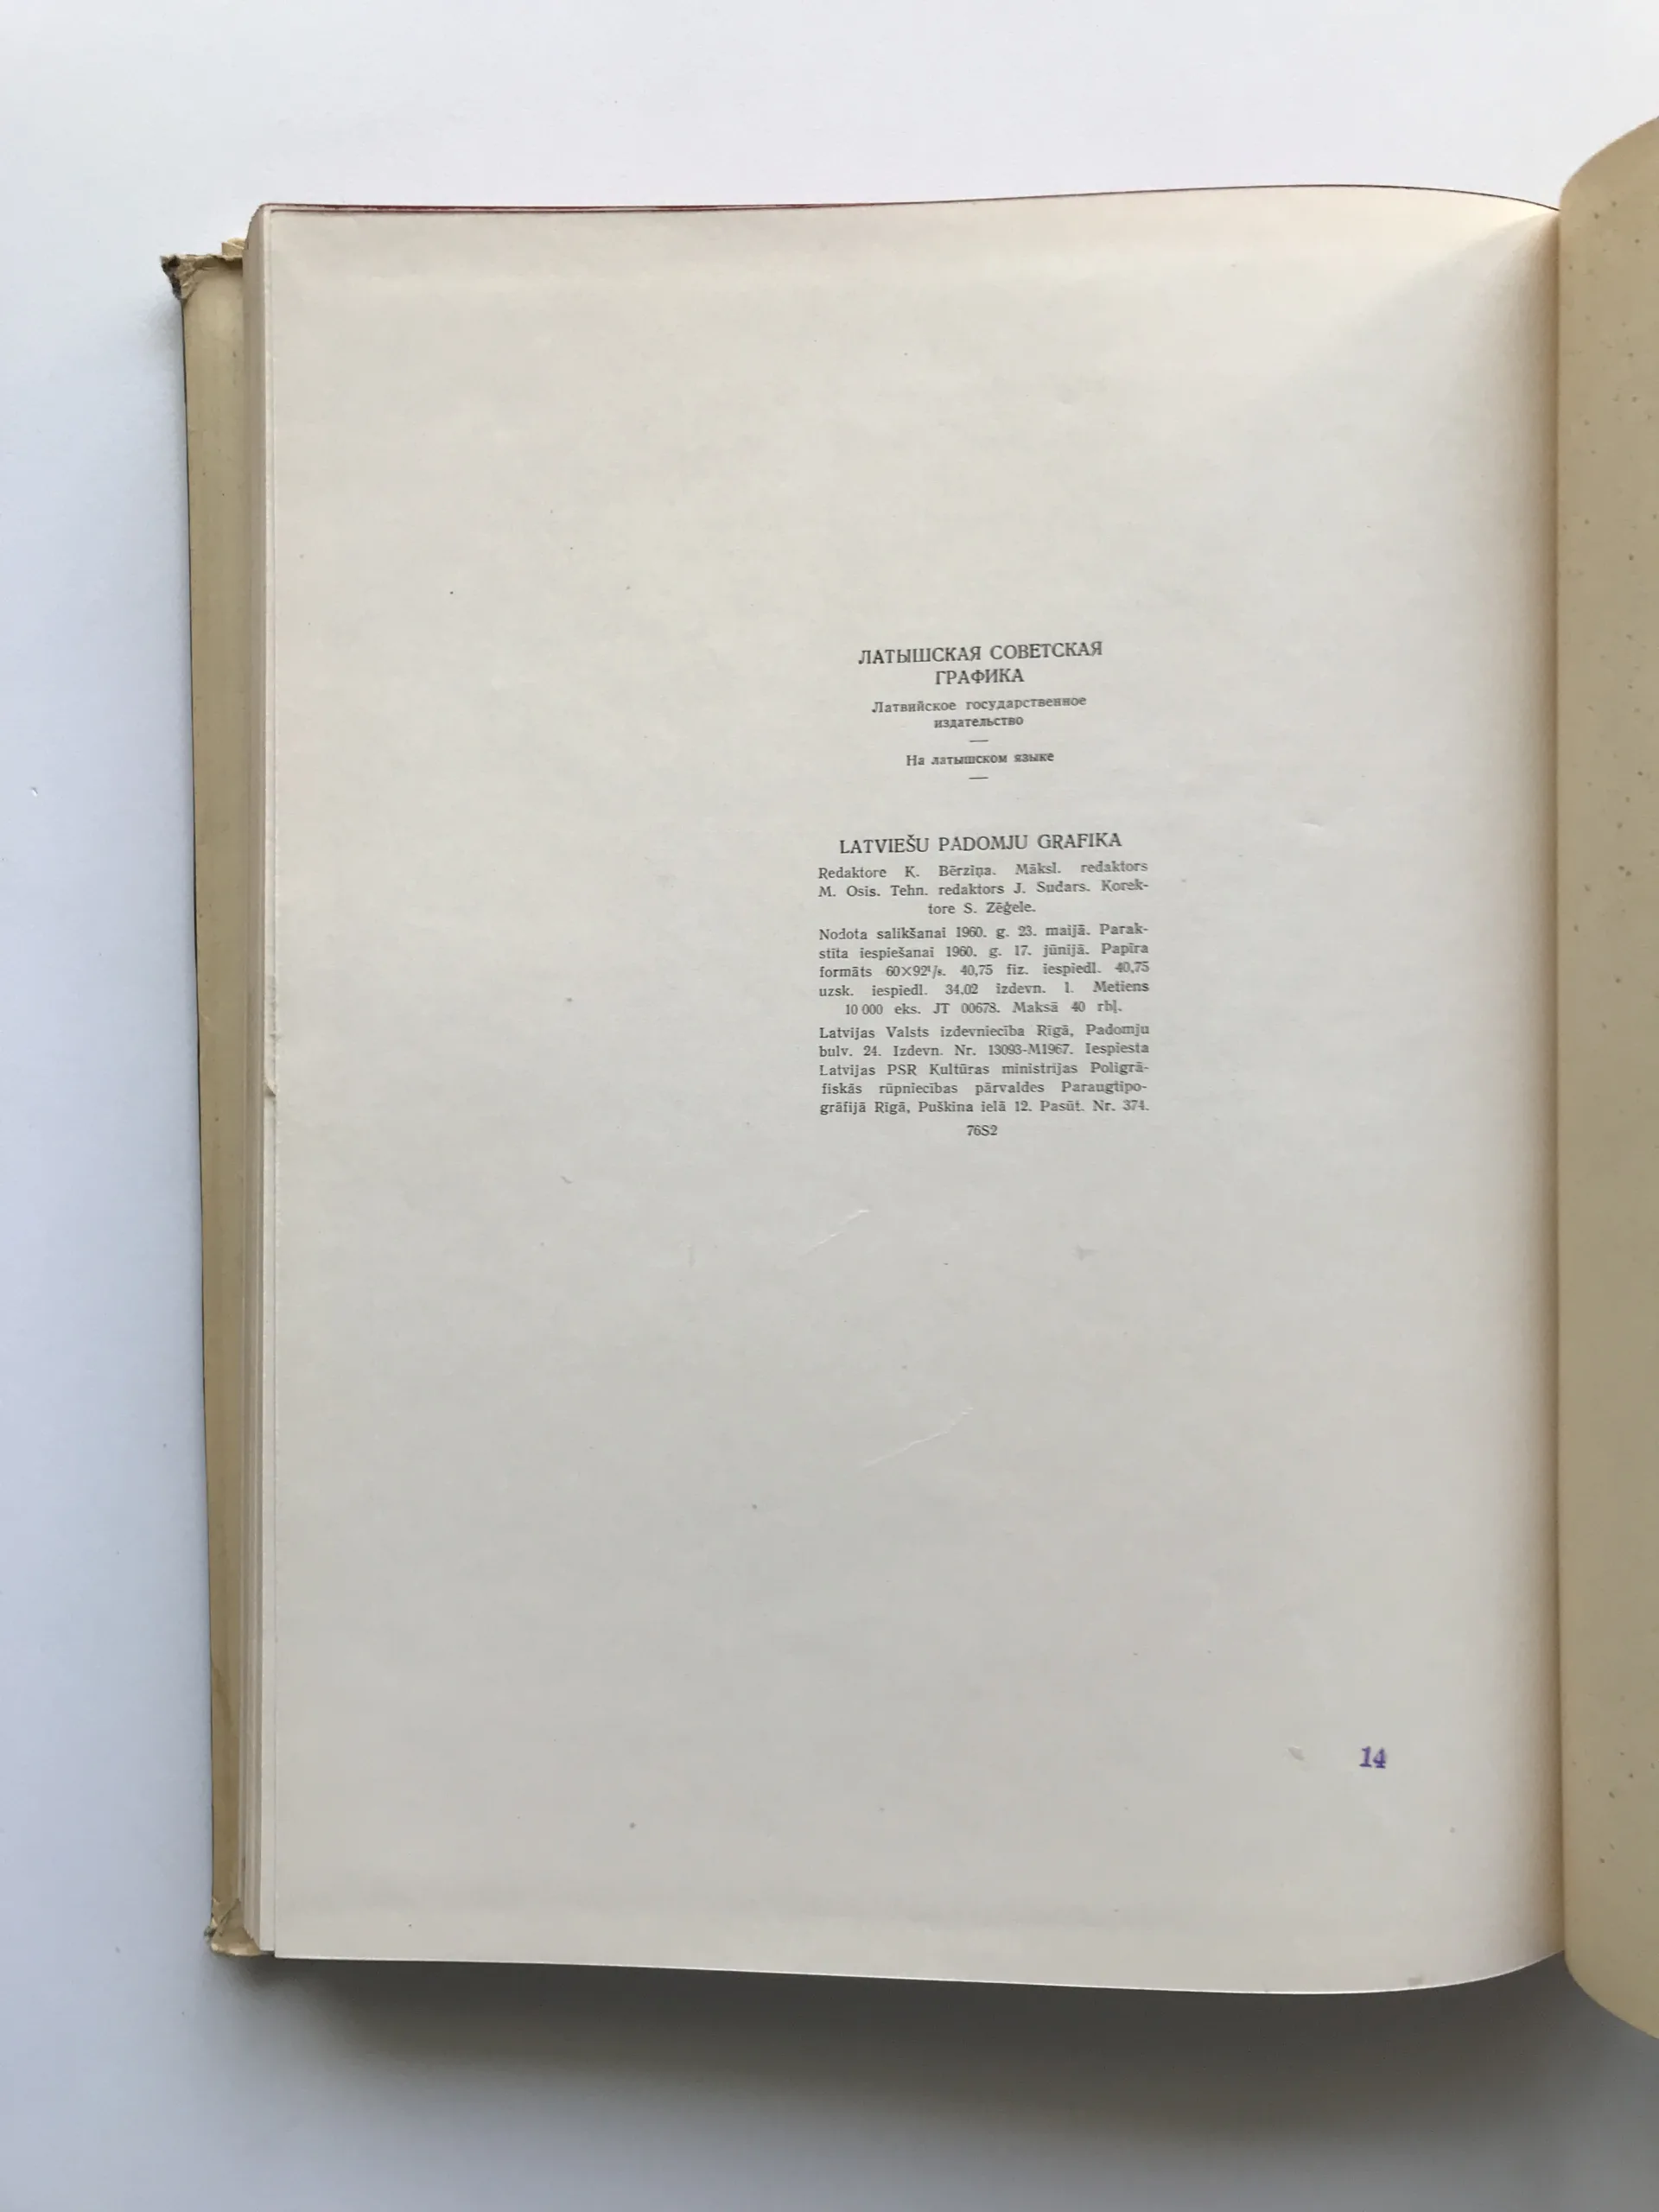 ЛАТЫШСКАЯ СОВЕТСКАЯ
ГРАФИКА
Латвийское государственное
издательство
На латышском языке
LATVIEŠU PADOMJU GRAFIKA
Redaktore K. Bērziņa. Māksl. redaktors
M. Osis. Tehn. redaktors J. Sudars. Korek-
tore S. Zēģele.
Nodota salikšanai 1960. g. 23. maijā. Parak-
stīta iespiešanai 1960. g. 17. jūnijā. Papīra
formāts 60×92¹/₈. 40,75 fiz. iespiedl. 40,75
uzsk. iespiedl. 34.02 izdevn. l. Metiens
10 000 eks. JT 00678. Maksā 40 rbļ.
Latvijas Valsts izdevniecība Rīgā, Padomju
bulv. 24. Izdevn. Nr. 13093-M1967. Iespiesta
Latvijas PSR Kultūras ministrijas Poligrā-
fiskās rūpniecības pārvaldes Paraugtipo-
grāfijā Rīgā, Puškina ielā 12. Pasūt. Nr. 374.
76S2
14